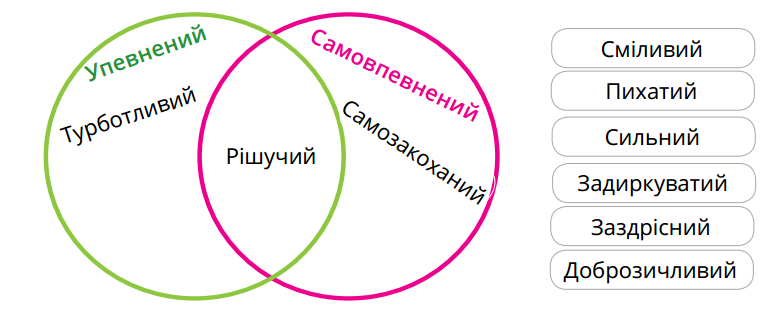 Упевнений
Турботливий
Рішучий
Самовпевнений
Самозакоханий
Сміливий
Пихатий
Сильний
Задиркуватий
Заздрісний
Доброзичливий